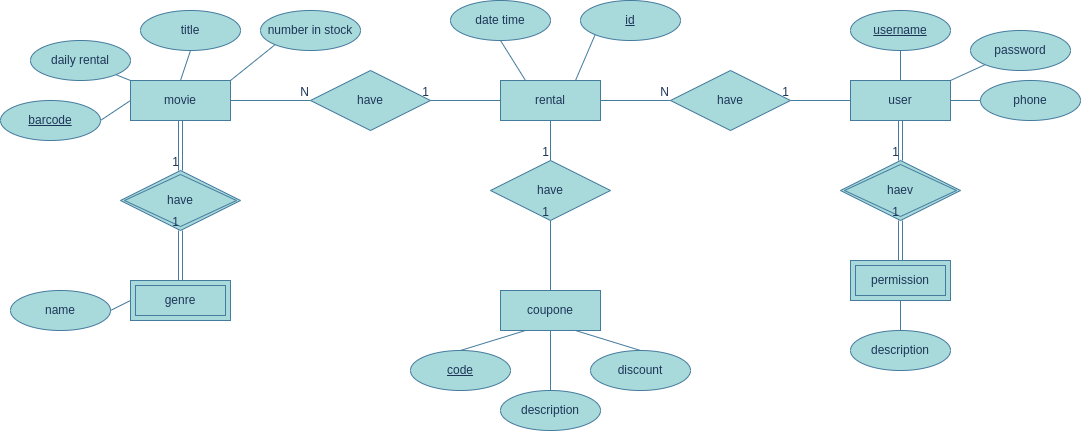 date time
id
title
number in stock
username
password
daily rental
barcode
movie
N
have
1
rental
N
have
1
user
phone
1
have
1
1
have
1
1
haev
1
name
genre
coupone
permission
code
description
discount
description